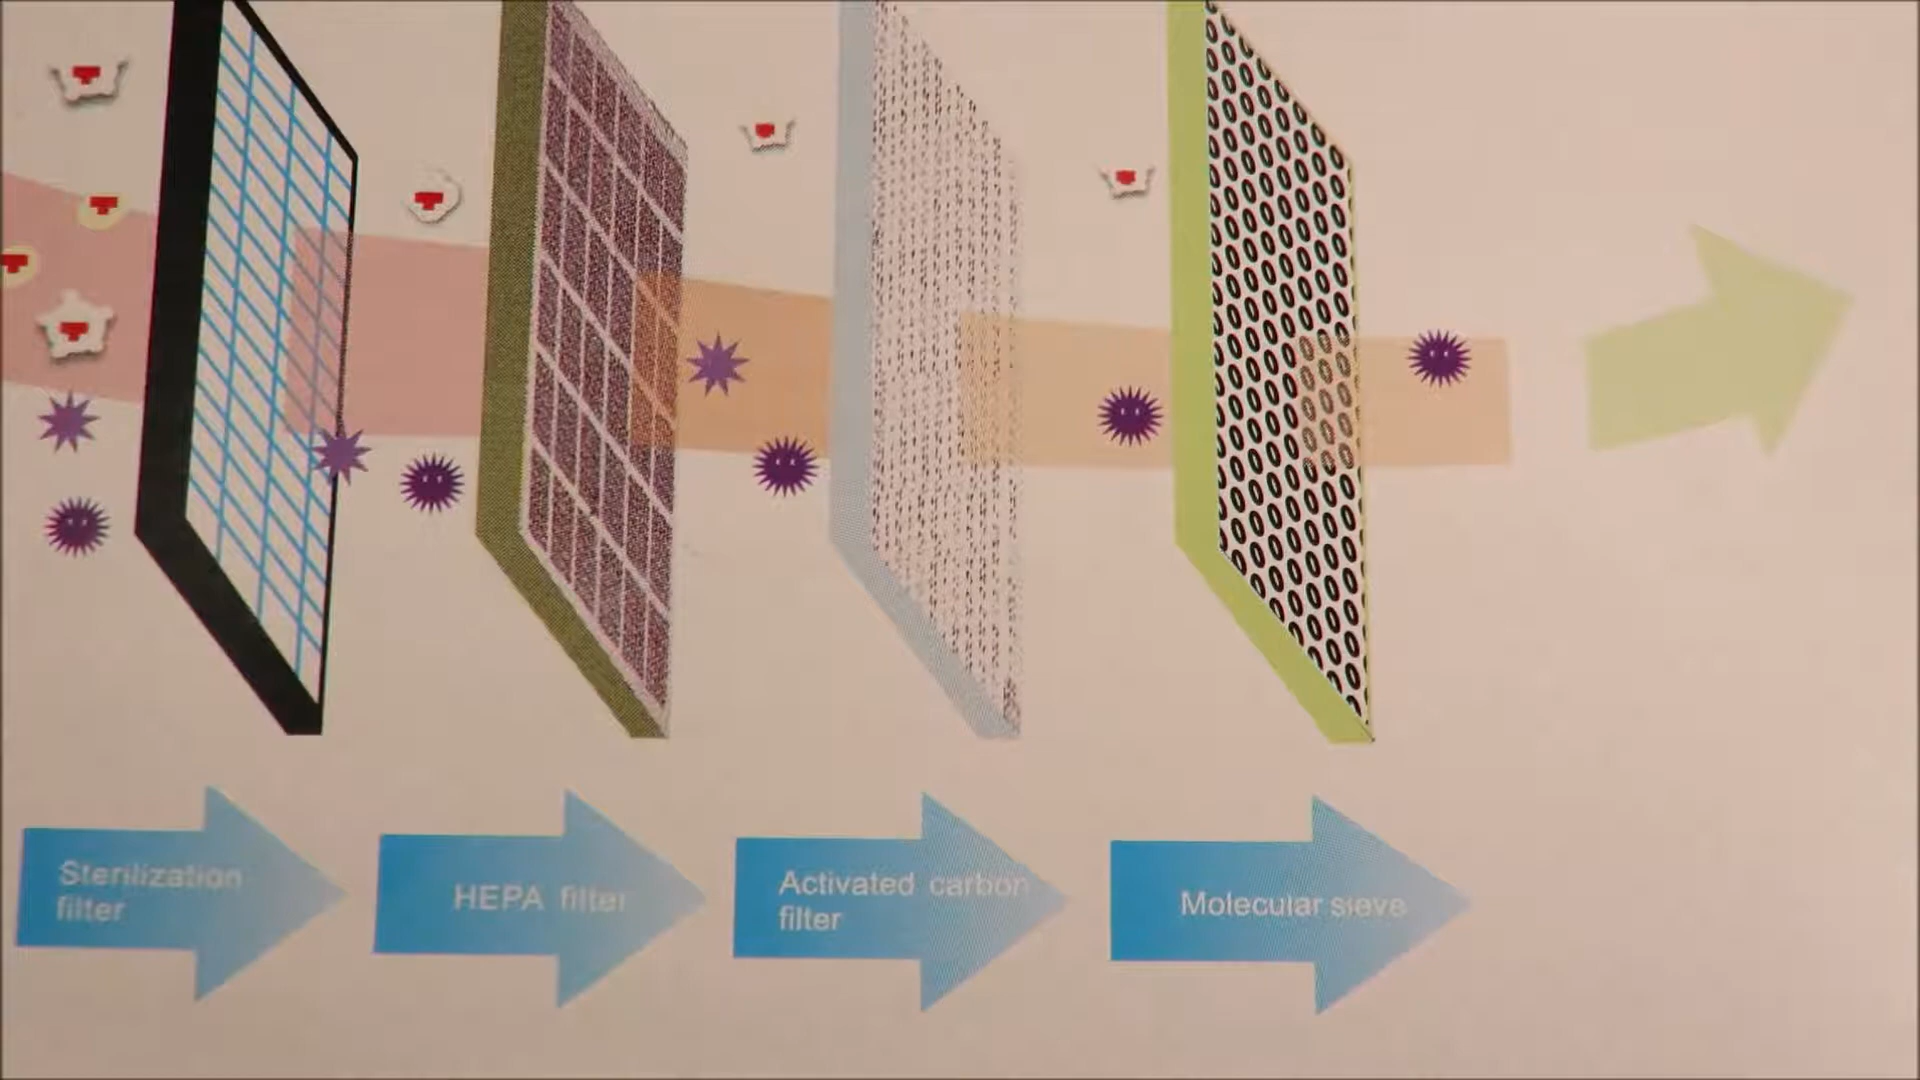 Sterilization
filter
HEPA filter
Activated carbon
filter
Molecular sieve